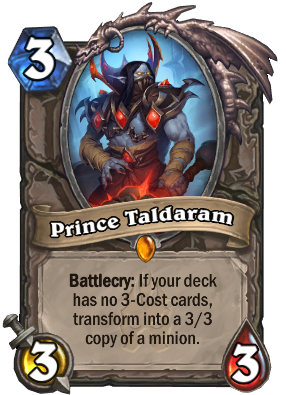 3
Prince Taldaram
Battlecry: If your deck
has no 3-Cost cards,
transform into a 3/3
copy of a minion.
3
3